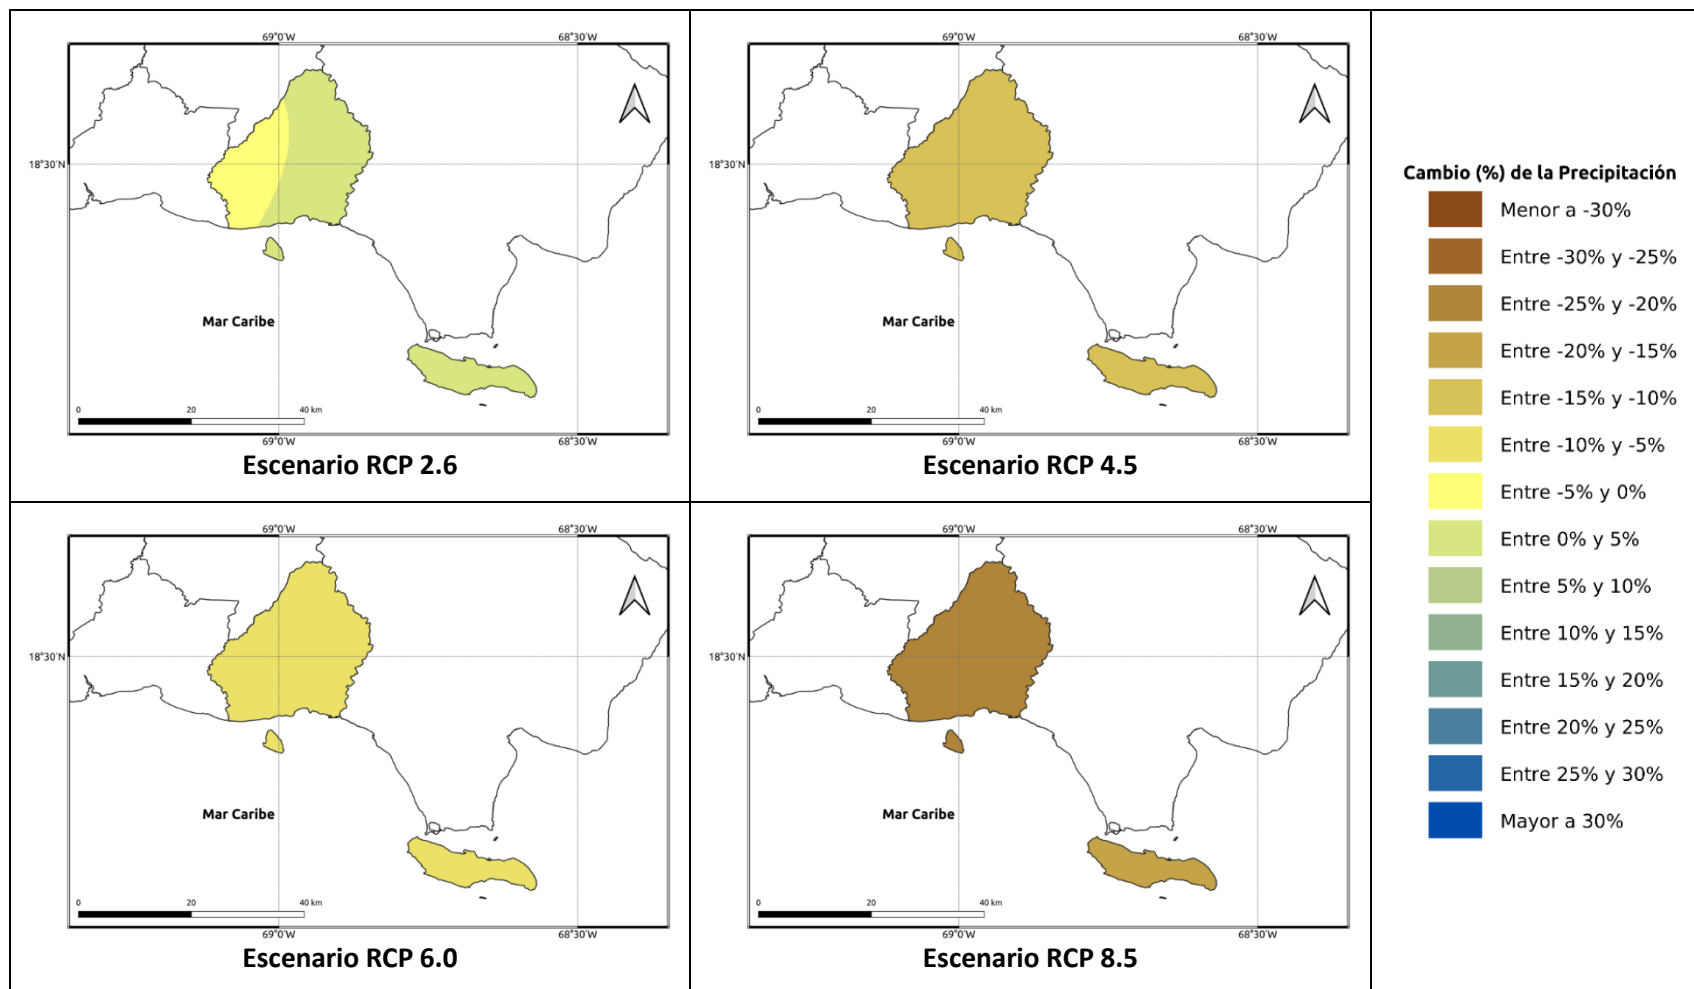 69°0'W 68°30'W
18°30'N
Mar Caribe
0 20 40 km
69°0'W 68°30'W
Escenario RCP 2.6
69°0'W 68°30'W
18°30'N
Mar Caribe
0 20 40 km
69°0'W 68°30'W
Escenario RCP 4.5
69°0'W 68°30'W
18°30'N
Mar Caribe
0 20 40 km
69°0'W 68°30'W
Escenario RCP 6.0
69°0'W 68°30'W
18°30'N
Mar Caribe
0 20 40 km
69°0'W 68°30'W
Escenario RCP 8.5
Cambio (%) de la Precipitación
Menor a -30%
Entre -30% y -25%
Entre -25% y -20%
Entre -20% y -15%
Entre -15% y -10%
Entre -10% y -5%
Entre -5% y 0%
Entre 0% y 5%
Entre 5% y 10%
Entre 10% y 15%
Entre 15% y 20%
Entre 20% y 25%
Entre 25% y 30%
Mayor a 30%